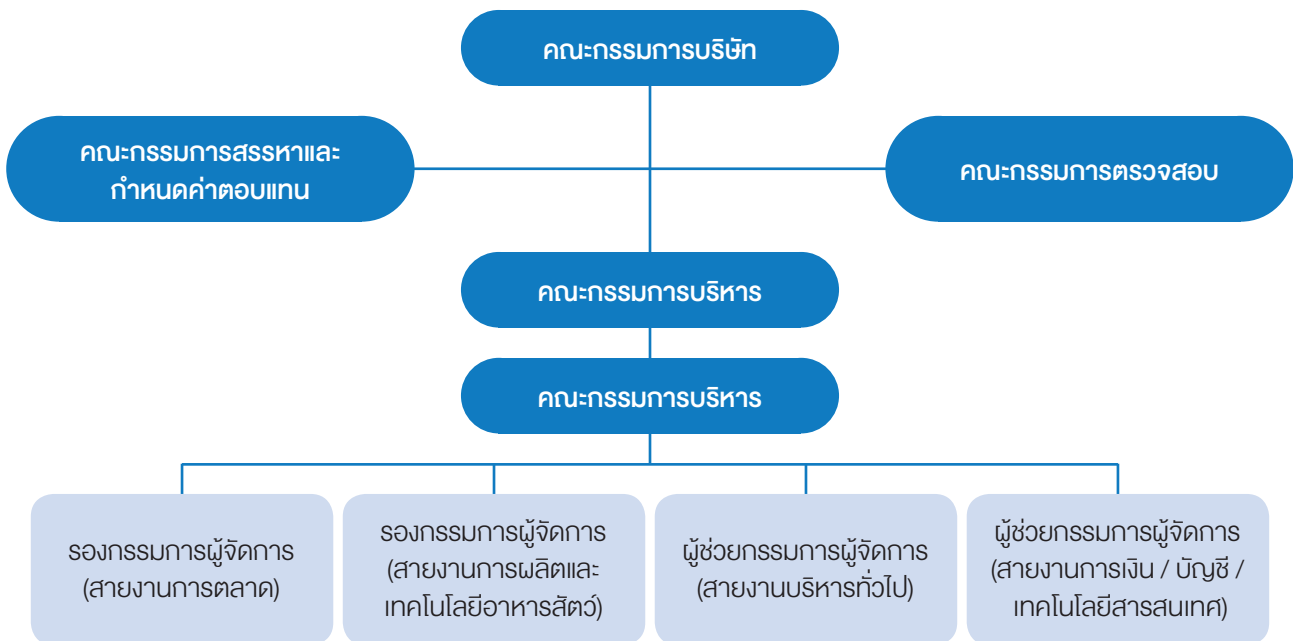 คณะกรรมการบริษัท
คณะกรรมการสรรหาและ
กำหนดค่าตอบแทน
คณะกรรมการตรวจสอบ
คณะกรรมการบริหาร
คณะกรรมการบริหาร
รองกรรมการผู้จัดการ
(สายงานการตลาด)
รองกรรมการผู้จัดการ
(สายงานการผลิตและ
เทคโนโลยีอาหารสัตว์)
ผู้ช่วยกรรมการผู้จัดการ
(สายงานบริหารทั่วไป)
ผู้ช่วยกรรมการผู้จัดการ
(สายงานการเงิน / บัญชี /
เทคโนโลยีสารสนเทศ)